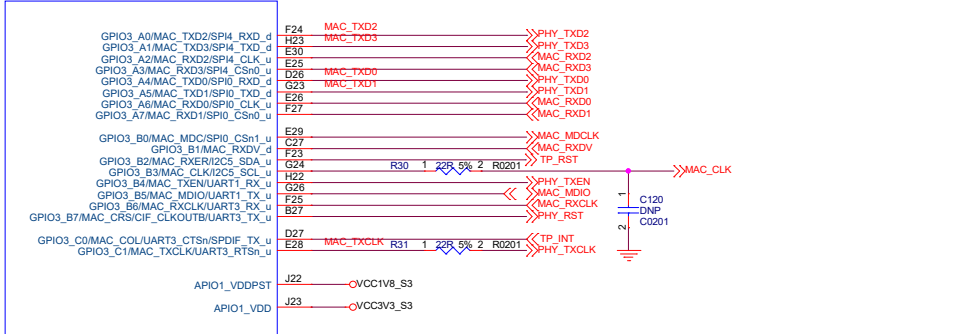 GPIO3_A0/MAC_TXD2/SPI4_RXD_d F24 MAC_TXD2 PHY_TXD2
GPIO3_A1/MAC_TXD3/SPI4_TXD_d H23 MAC_TXD3 PHY_TXD3
GPIO3_A2/MAC_RXD2/SPI4_CLK_u E30 MAC_RXD2
GPIO3_A3/MAC_RXD3/SPI4_CSn0_u E25 MAC_RXD3
GPIO3_A4/MAC_TXD0/SPI0_RXD_d D26 MAC_TXD0 PHY_TXD0
GPIO3_A5/MAC_TXD1/SPI0_TXD_d G23 MAC_TXD1 PHY_TXD1
GPIO3_A6/MAC_RXD0/SPI0_CLK_u E26 MAC_RXD0
GPIO3_A7/MAC_RXD1/SPI0_CSn0_u F27 MAC_RXD1
GPIO3_B0/MAC_MDC/SPI0_CSn1_u E29 MAC_MDCLK
GPIO3_B1/MAC_RXDV_d C27 MAC_RXDV
GPIO3_B2/MAC_RXER/I2C5_SDA_u F23 TP_RST
GPIO3_B3/MAC_CLK/I2C5_SCL_u G24 R30 1 22R 5% 2 R0201 MAC_CLK
GPIO3_B4/MAC_TXEN/UART1_RX_u H22 PHY_TXEN
GPIO3_B5/MAC_MDIO/UART1_TX_u G26 MAC_MDIO
GPIO3_B6/MAC_RXCLK/UART3_RX_u F25 MAC_RXCLK
GPIO3_B7/MAC_CRS/CIF_CLKOUTB/UART3_TX_u B27 PHY_RST
1
C120
DNP
C0201
2
GPIO3_C0/MAC_COL/UART3_CTSn/SPDIF_TX_u D27 TP_INT
GPIO3_C1/MAC_TXCLK/UART3_RTSn_u E28 MAC_TXCLK R31 1 22R 5% 2 R0201 PHY_TXCLK
APIO1_VDDPST J22 VCC1V8_S3
APIO1_VDD J23 VCC3V3_S3